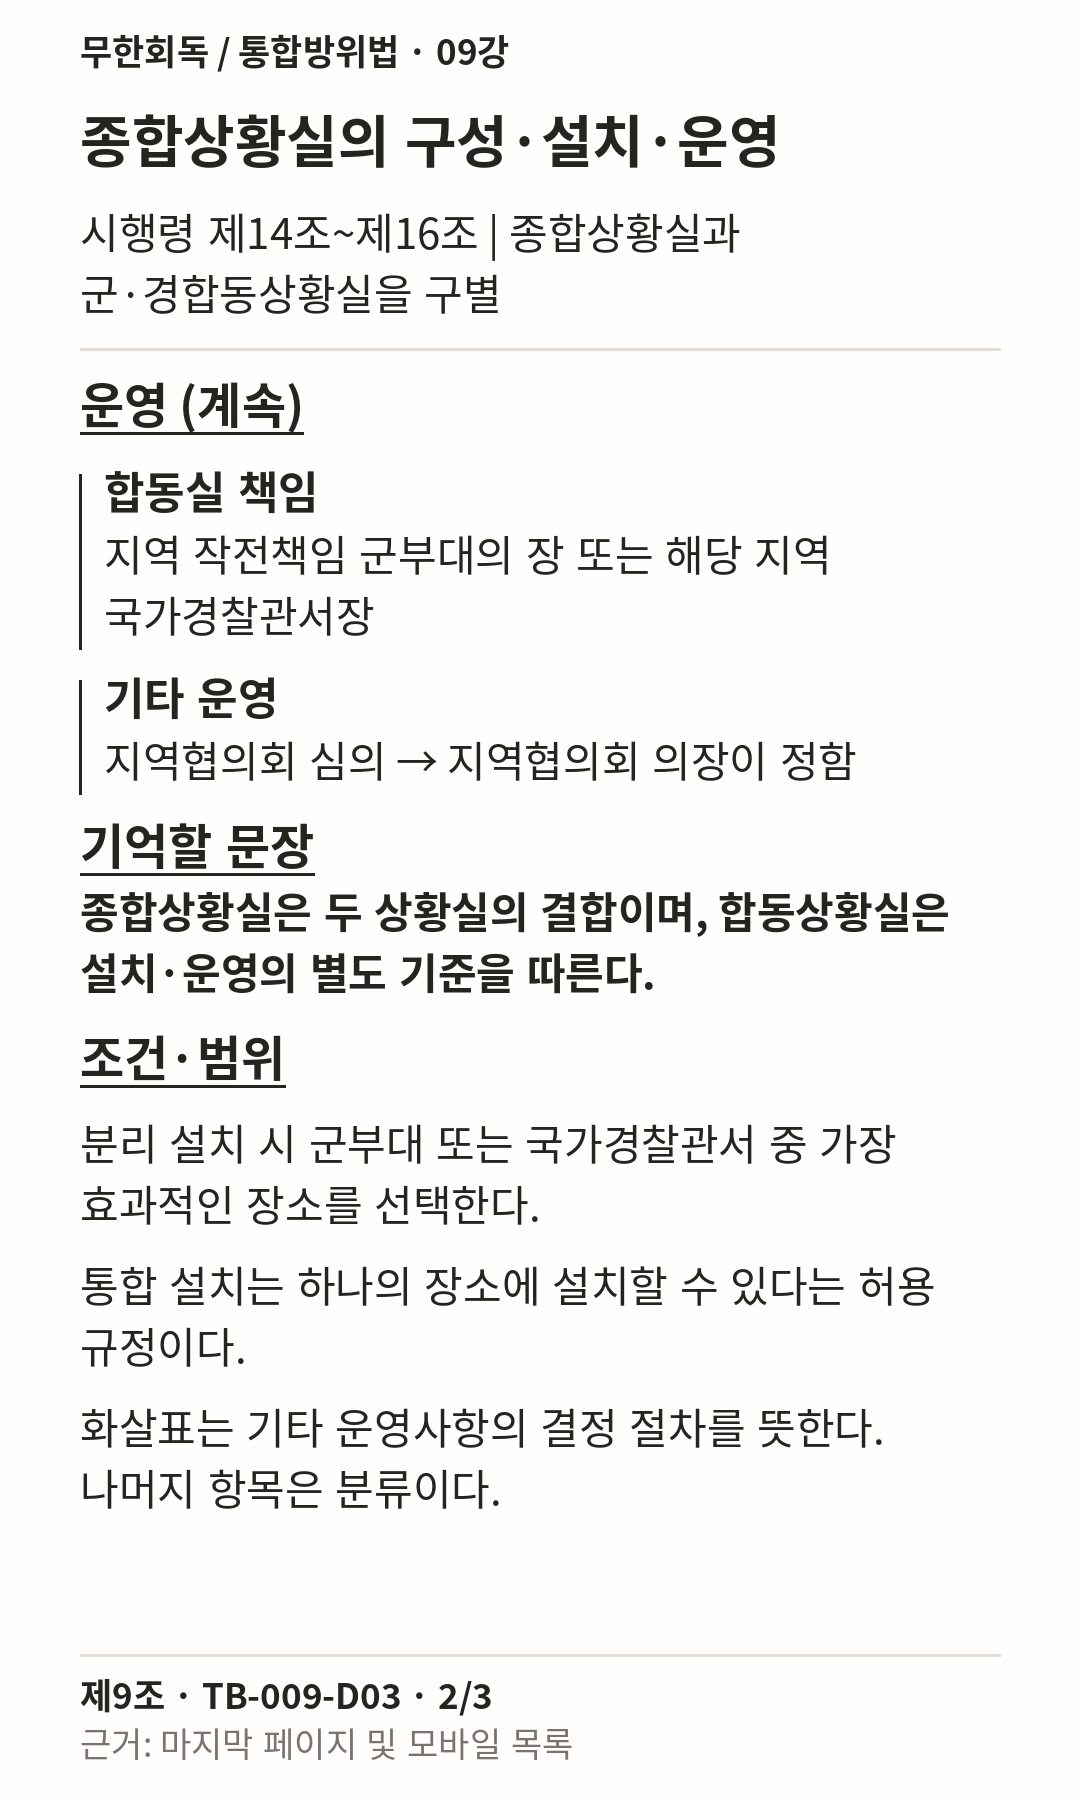 무한회독 / 통합방위법 · 09강
종합상황실의 구성·설치·운영
시행령 제14조~제16조 | 종합상황실과
군·경합동상황실을 구별
운영 (계속)
합동실 책임
지역 작전책임 군부대의 장 또는 해당 지역
국가경찰관서장
기타 운영
지역협의회 심의 → 지역협의회 의장이 정함
기억할 문장
종합상황실은 두 상황실의 결합이며, 합동상황실은
설치·운영의 별도 기준을 따른다.
조건·범위
분리 설치 시 군부대 또는 국가경찰관서 중 가장
효과적인 장소를 선택한다.
통합 설치는 하나의 장소에 설치할 수 있다는 허용
규정이다.
화살표는 기타 운영사항의 결정 절차를 뜻한다.
나머지 항목은 분류이다.
제9조 · TB-009-D03 · 2/3
근거: 마지막 페이지 및 모바일 목록